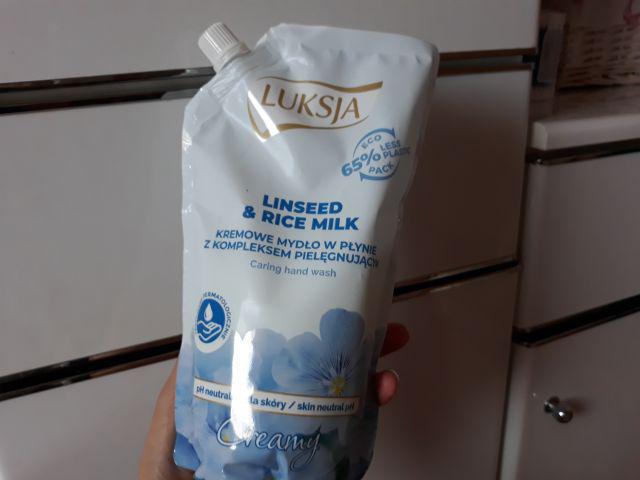 LUKSJA
ECO
65% LESS
PLASTIC
PACK
LINSEED
& RICE MILK
KREMOWE MYDŁO W PŁYNIE
Z KOMPLEKSEM PIELĘGNUJĄCYM
Caring hand wash
DERMATOLOGICZNIE
pH neutral skóry / skin neutral pH
Creamy